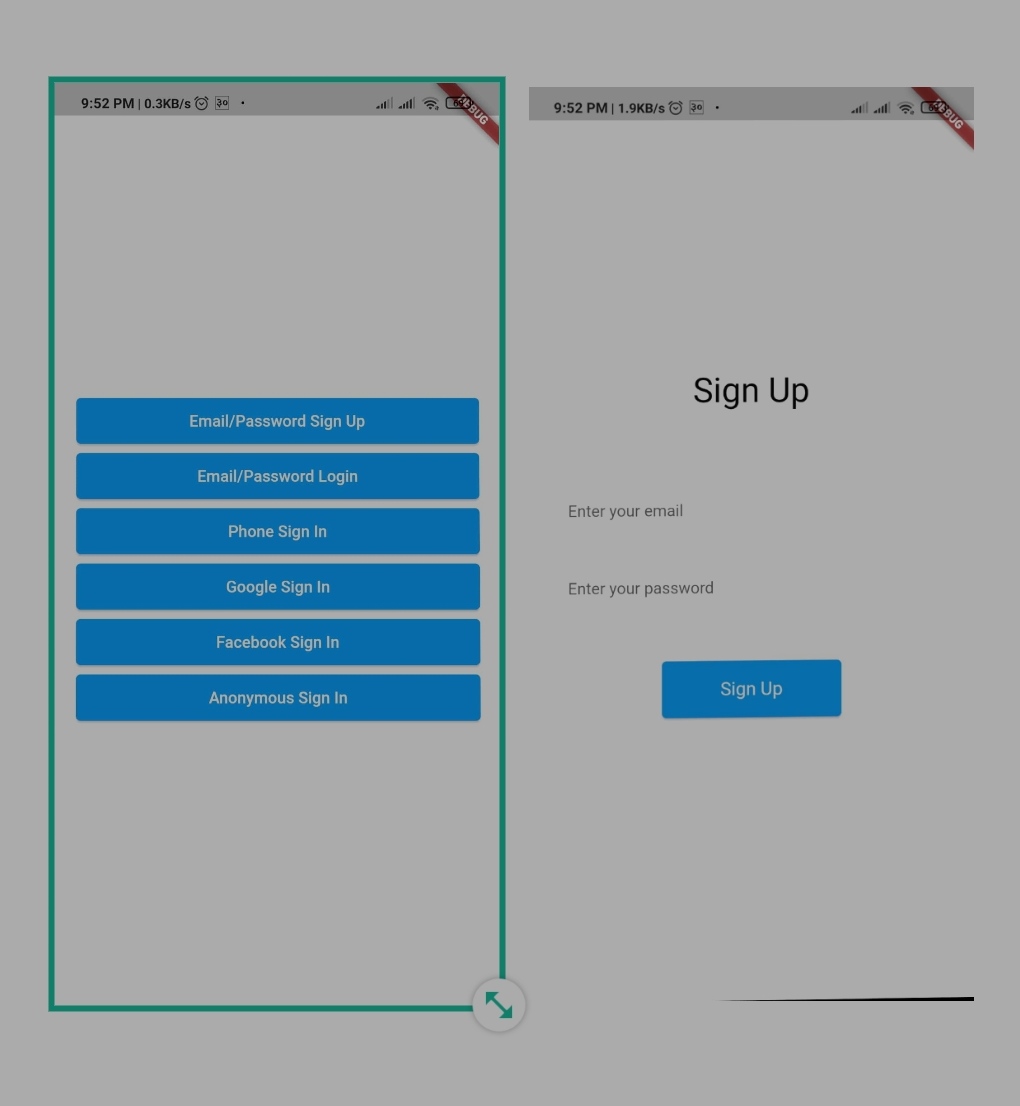 9:52 PM | 0.3KB/s
DEBUG
Email/Password Sign Up
Email/Password Login
Phone Sign In
Google Sign In
Facebook Sign In
Anonymous Sign In
9:52 PM | 1.9KB/s
DEBUG
Sign Up
Enter your email
Enter your password
Sign Up